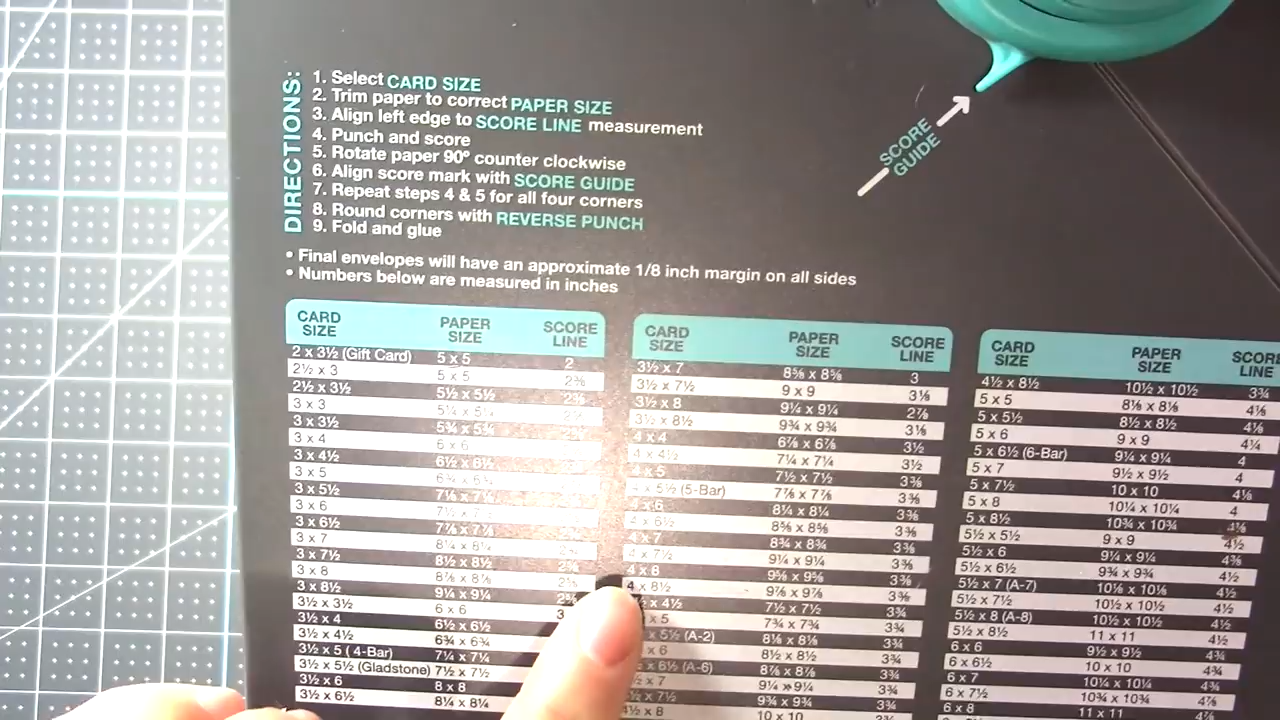 DIRECTIONS:
1. Select CARD SIZE
2. Trim paper to correct PAPER SIZE
3. Align left edge to SCORE LINE measurement
4. Punch and score
5. Rotate paper 90º counter clockwise
6. Align score mark with SCORE GUIDE
7. Repeat steps 4 & 5 for all four corners
8. Round corners with REVERSE PUNCH
9. Fold and glue
SCORE
GUIDE
• Final envelopes will have an approximate 1/8 inch margin on all sides
• Numbers below are measured in inches
CARD SIZE PAPER SIZE SCORE LINE
2 x 3½ (Gift Card) 5 x 5 2
2½ x 3 5 x 5 2⅜
2½ x 3½ 5½ x 5½ 2⅜
3 x 3 5¼ x 5¼
3 x 3½ 5¾ x 5¾
3 x 4 6 x 6
3 x 4½ 6½ x 6½
3 x 5 6¾ x 6¾
3 x 5½ 7⅛ x 7⅛
3 x 6 7½ x 7½
3 x 6½ 7⅞ x 7⅞
3 x 7 8¼ x 8¼
3 x 7½ 8½ x 8½
3 x 8 8⅞ x 8⅞
3 x 8½ 9¼ x 9¼
3½ x 3½ 6 x 6
3½ x 4 6½ x 6½
3½ x 4½ 6¾ x 6¾
3½ x 5 ( 4-Bar) 7¼ x 7¼
3½ x 5½ (Gladstone) 7½ x 7½
3½ x 6 8 x 8
3½ x 6½ 8¼ x 8¼
CARD SIZE PAPER SIZE SCORE LINE
3½ x 7 8⅝ x 8⅝ 3
3½ x 7½ 9 x 9 3⅛
3½ x 8 9¼ x 9¼ 2⅞
3½ x 8½ 9¾ x 9¾ 3⅛
4 x 4 6⅞ x 6⅞ 3½
4 x 4½ 7¼ x 7¼ 3½
4 x 5 7½ x 7½ 3⅜
4 x 5½ (5-Bar) 7⅞ x 7⅞ 3⅜
4 x 6 8¼ x 8¼ 3⅜
4 x 6½ 8⅝ x 8⅝ 3⅜
4 x 7 8¾ x 8¾ 3⅜
4 x 7½ 9¼ x 9¼ 3⅜
4 x 8 9⅝ x 9⅝ 3⅜
4 x 8½ 9⅞ x 9⅞ 3⅜
x 4½ 7½ x 7½ 3¾
x 5 7¾ x 7¾ 3¾
x 5½ (A-2) 8⅛ x 8⅛ 3¾
x 6 8½ x 8½ 3¾
x 6½ (A-6) 8⅞ x 8⅞ 3¾
x 7 9¼ x 9¼ 3¾
x 7½ 9¾ x 9¾ 3¾
4½ x 8 10 x 10
CARD SIZE PAPER SIZE SCORE LINE
4½ x 8½ 10½ x 10½ 3¾
5 x 5 8⅛ x 8⅛ 4⅛
5 x 5½ 8½ x 8½ 4⅛
5 x 6 9 x 9 4¼
5 x 6½ (6-Bar) 9¼ x 9¼ 4
5 x 7 9½ x 9½ 4
5 x 7½ 10 x 10 4⅛
5 x 8 10¼ x 10¼ 4
5 x 8½ 10¾ x 10¾ 4⅛
5½ x 5½ 9 x 9 4½
5½ x 6 9¼ x 9¼ 4⅜
5½ x 6½ 9¾ x 9¾ 4½
5½ x 7 (A-7) 10⅛ x 10⅛ 4½
5½ x 7½ 10½ x 10½ 4½
5½ x 8 (A-8) 10⅞ x 10⅞ 4½
5½ x 8½ 11 x 11 4½
6 x 6 9½ x 9½ 4¾
6 x 6½ 10 x 10 4¾
6 x 7 10¼ x 10¼ 4¾
6 x 7½ 10¾ x 10¾ 4⅞
6 x 8 11 x 11